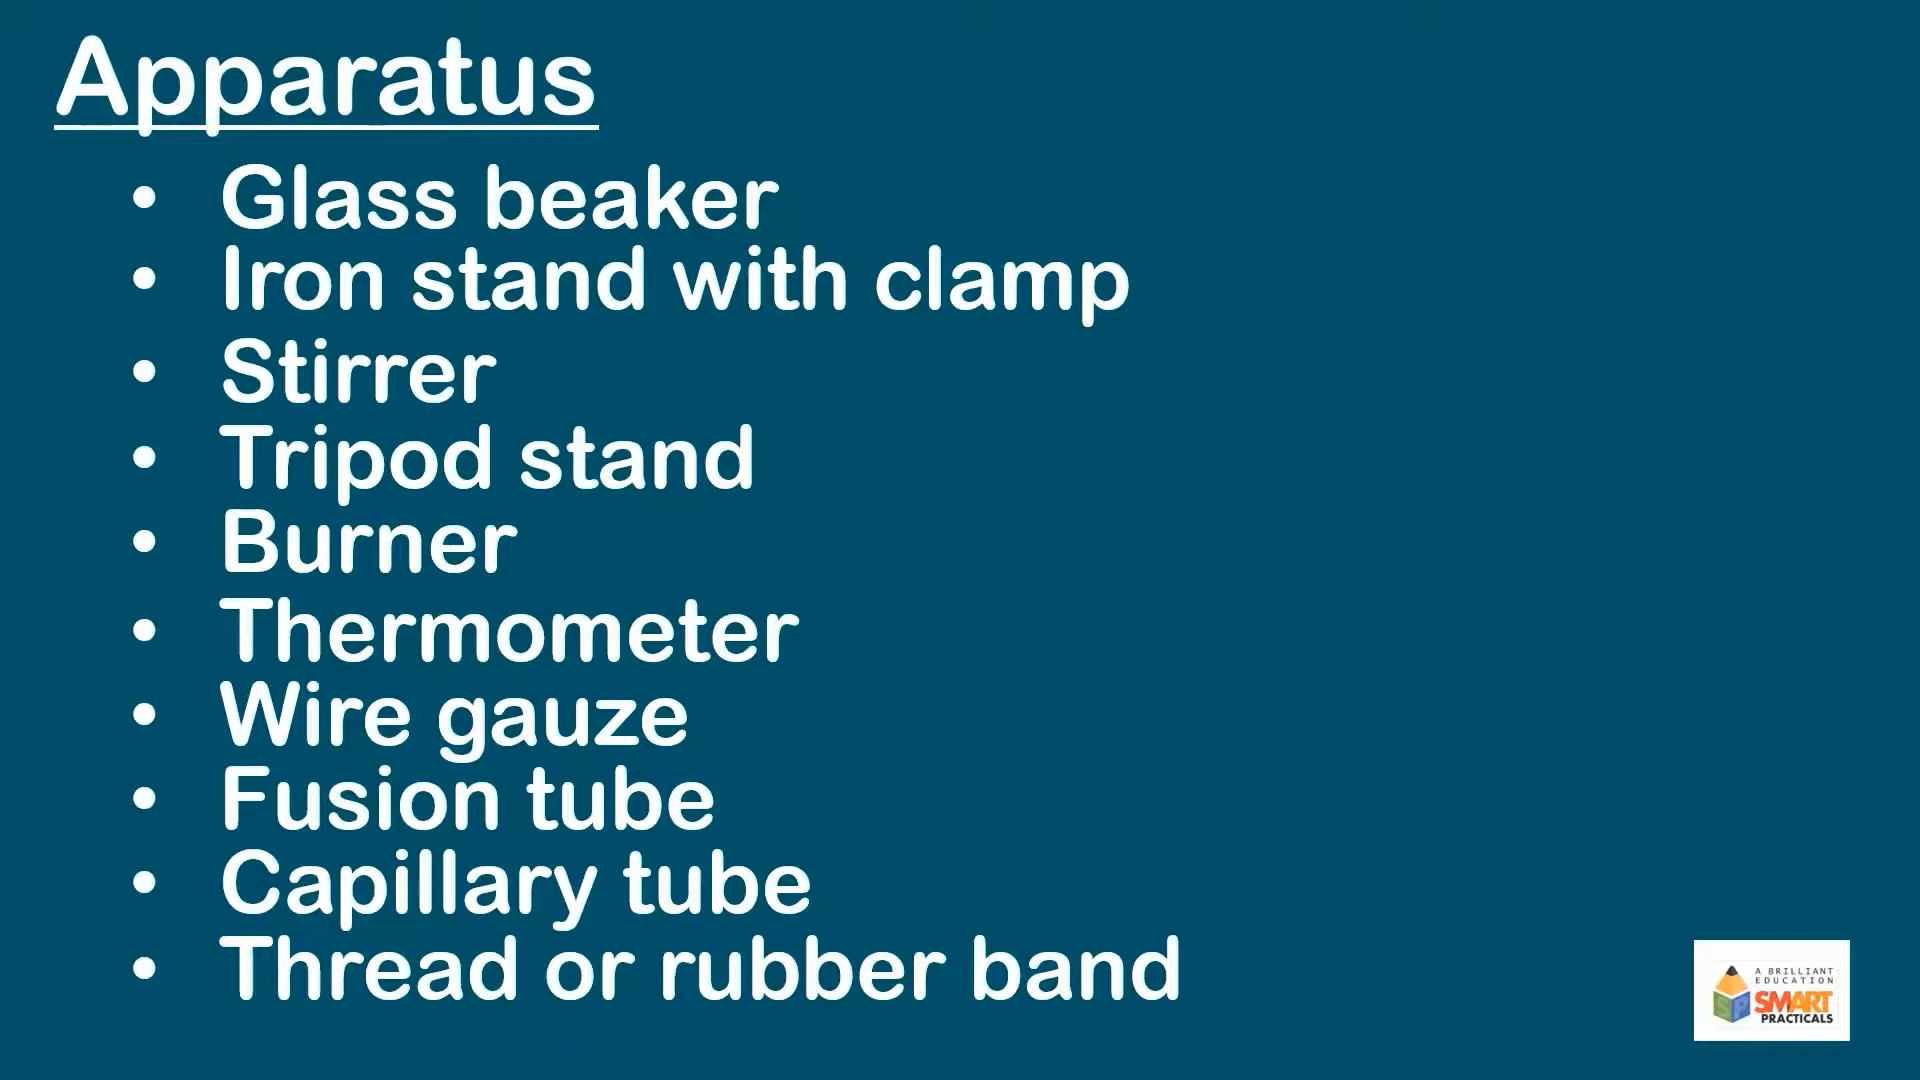 Apparatus
• Glass beaker
• Iron stand with clamp
• Stirrer
• Tripod stand
• Burner
• Thermometer
• Wire gauze
• Fusion tube
• Capillary tube
• Thread or rubber band
A BRILLIANT
EDUCATION
SP
SMART
PRACTICALS